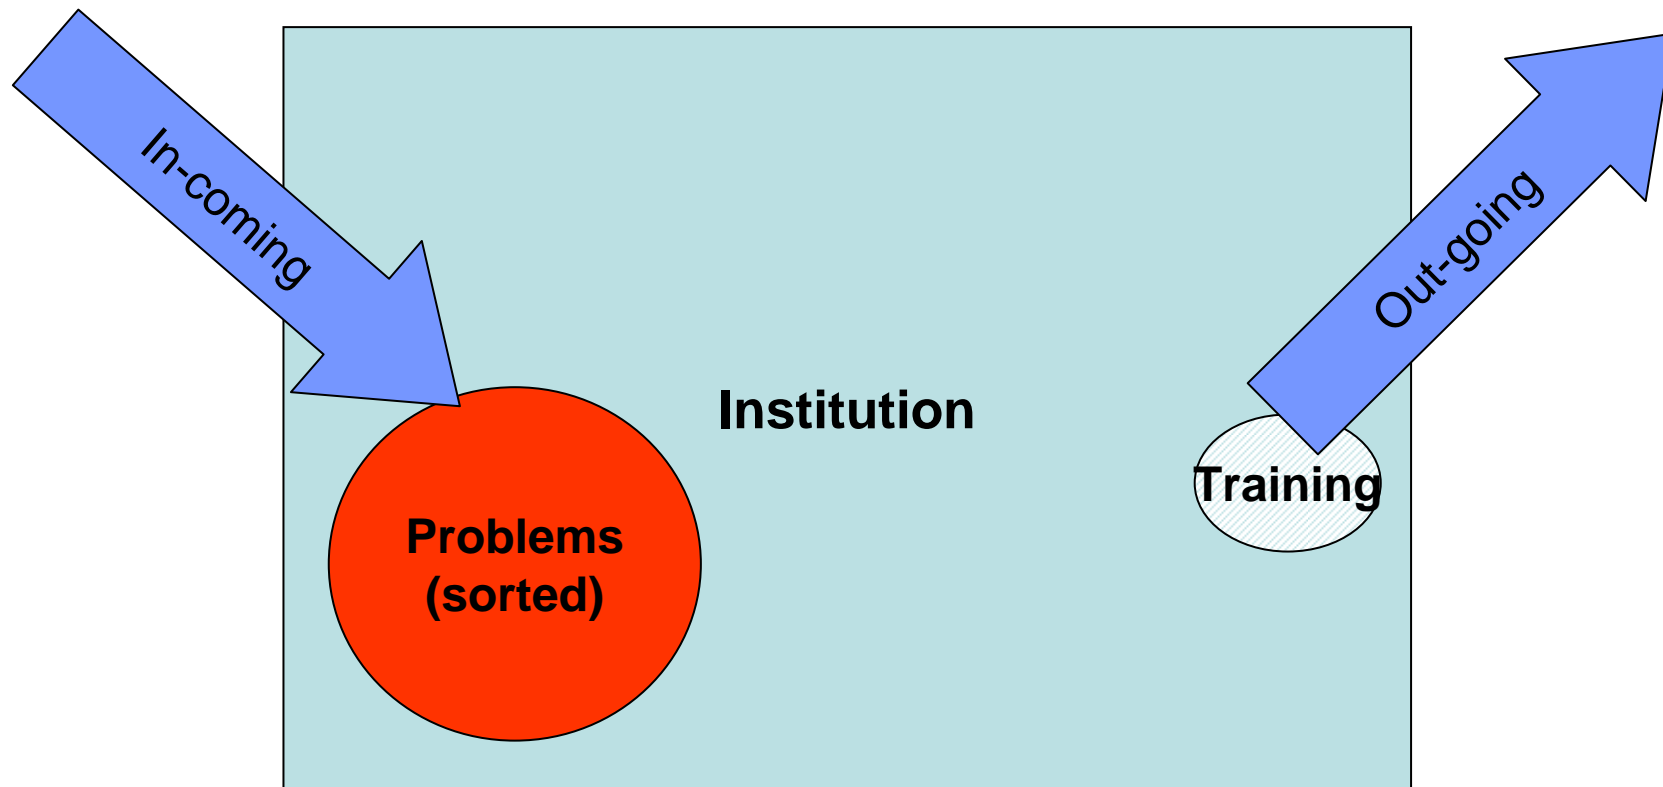 In-coming
Out-going
Institution
Training
Problems
(sorted)